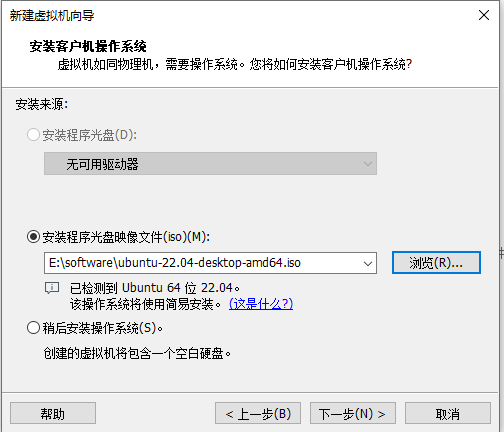 新建虚拟机向导
安装客户机操作系统
虚拟机如同物理机，需要操作系统。您将如何安装客户机操作系统?
安装来源:
安装程序光盘(D):
无可用驱动器
安装程序光盘映像文件(iso)(M):
E:\software\ubuntu-22.04-desktop-amd64.iso
浏览(R)...
已检测到 Ubuntu 64 位 22.04。
该操作系统将使用简易安装。 (这是什么?)
稍后安装操作系统(S)。
创建的虚拟机将包含一个空白硬盘。
帮助
< 上一步(B)
下一步(N) >
取消